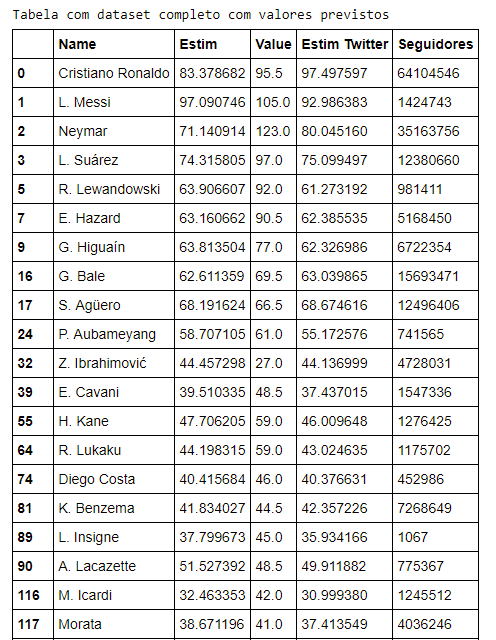 Tabela com dataset completo com valores previstos
Name Estim Value Estim Twitter Seguidores
0 Cristiano Ronaldo 83.378682 95.5 97.497597 64104546
1 L. Messi 97.090746 105.0 92.986383 1424743
2 Neymar 71.140914 123.0 80.045160 35163756
3 L. Suárez 74.315805 97.0 75.099497 12380660
5 R. Lewandowski 63.906607 92.0 61.273192 981411
7 E. Hazard 63.160662 90.5 62.385535 5168450
9 G. Higuaín 63.813504 77.0 62.326986 6722354
16 G. Bale 62.611359 69.5 63.039865 15693471
17 S. Agüero 68.191624 66.5 68.674616 12496406
24 P. Aubameyang 58.707105 61.0 55.172576 741565
32 Z. Ibrahimović 44.457298 27.0 44.136999 4728031
39 E. Cavani 39.510335 48.5 37.437015 1547336
55 H. Kane 47.706205 59.0 46.009648 1276425
64 R. Lukaku 44.198315 59.0 43.024635 1175702
74 Diego Costa 40.415684 46.0 40.376631 452986
81 K. Benzema 41.834027 44.5 42.357226 7268649
89 L. Insigne 37.799673 45.0 35.934166 1067
90 A. Lacazette 51.527392 48.5 49.911882 775367
116 M. Icardi 32.463353 42.0 30.999380 1245512
117 Morata 38.671196 41.0 37.413549 4036246